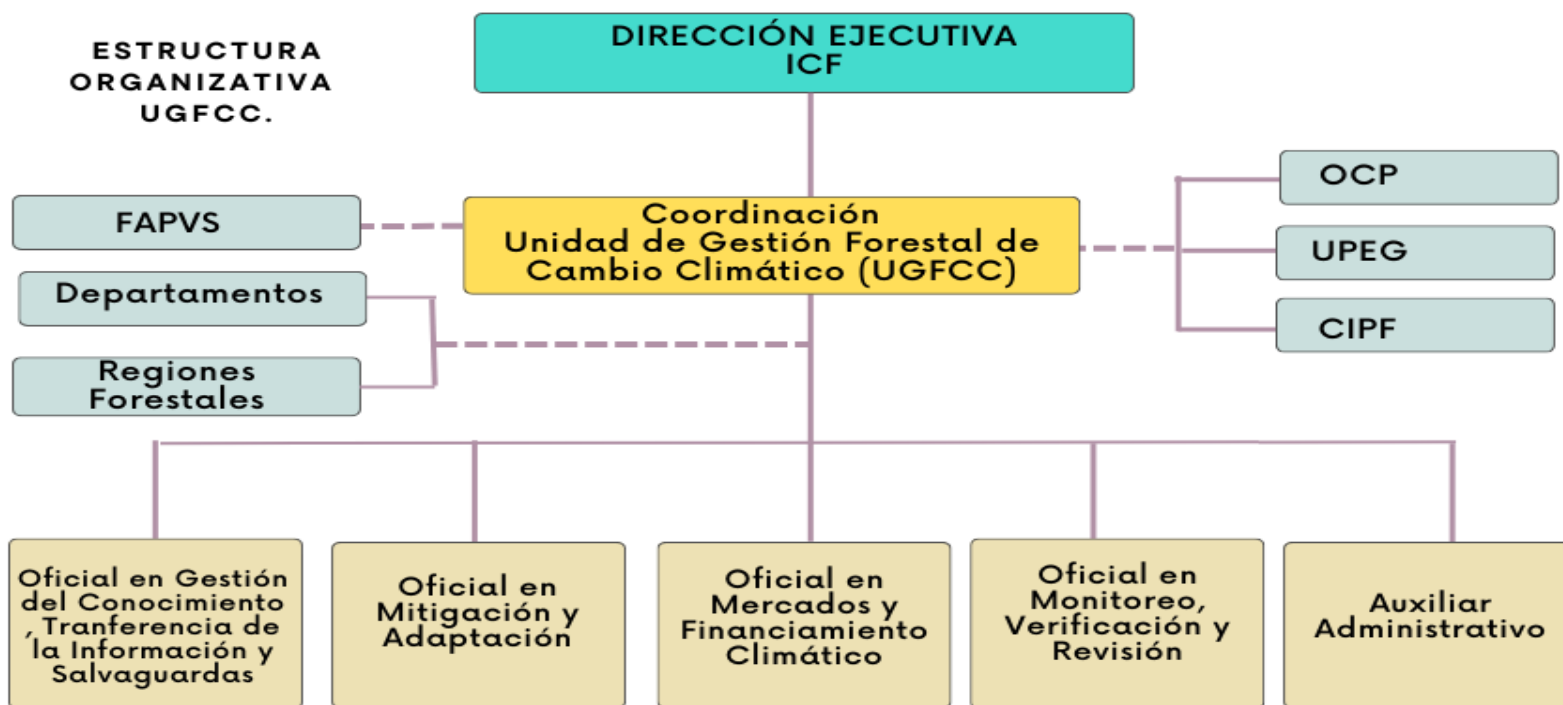 ESTRUCTURA
ORGANIZATIVA
UGFCC.
DIRECCIÓN EJECUTIVA
ICF
FAPVS
Departamentos
Regiones
Forestales
Coordinación
Unidad de Gestión Forestal de
Cambio Climático (UGFCC)
OCP
UPEG
CIPF
Oficial en Gestión
del Conocimiento
, Tranferencia de
la Información y
Salvaguardas
Oficial en
Mitigación y
Adaptación
Oficial en
Mercados y
Financiamiento
Climático
Oficial en
Monitoreo,
Verificación y
Revisión
Auxiliar
Administrativo